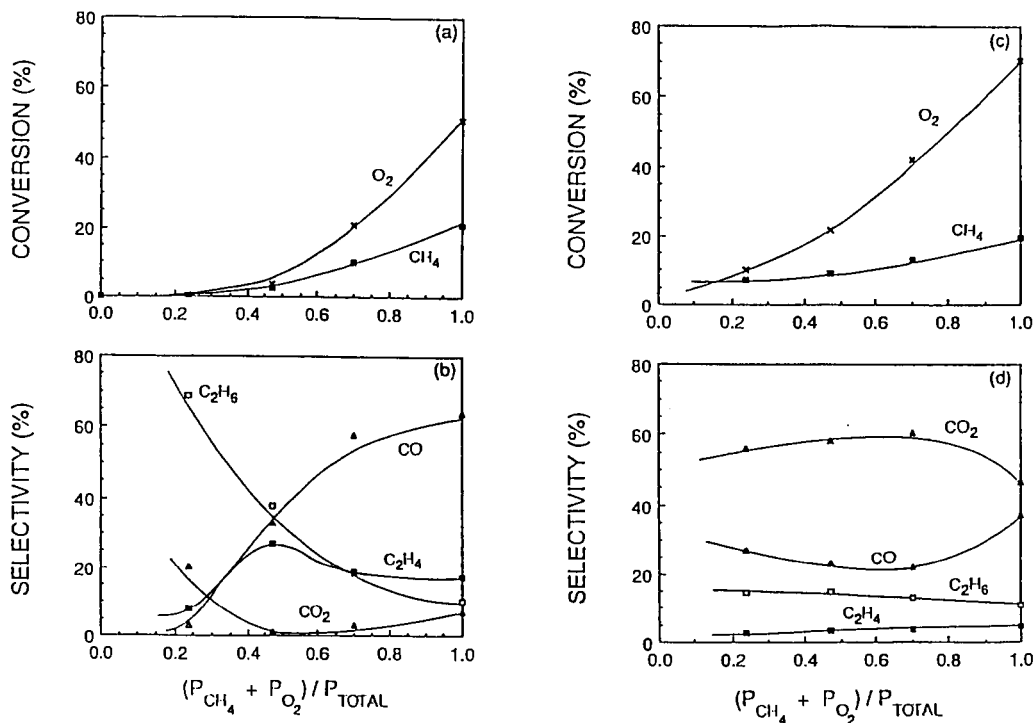 80
60
40
20
0
CONVERSION (%)
(a)
O2
CH4
0.0 0.2 0.4 0.6 0.8 1.0
80
60
40
20
0
CONVERSION (%)
(c)
O2
CH4
0.0 0.2 0.4 0.6 0.8 1.0
80
60
40
20
0
SELECTIVITY (%)
(b)
C2H6
CO
C2H4
CO2
0.0 0.2 0.4 0.6 0.8 1.0
(PCH4 + PO2) / PTOTAL
80
60
40
20
0
SELECTIVITY (%)
(d)
CO2
CO
C2H6
C2H4
0.0 0.2 0.4 0.6 0.8 1.0
(PCH4 + PO2) / PTOTAL